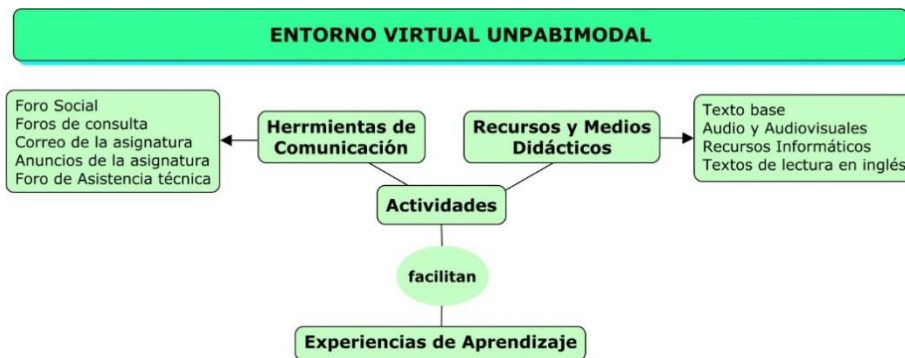 ENTORNO VIRTUAL UNPABIMODAL
Foro Social
Foros de consulta
Correo de la asignatura
Anuncios de la asignatura
Foro de Asistencia técnica
Herrmientas de
Comunicación
Recursos y Medios
Didácticos
Texto base
Audio y Audiovisuales
Recursos Informáticos
Textos de lectura en inglés
Actividades
facilitan
Experiencias de Aprendizaje